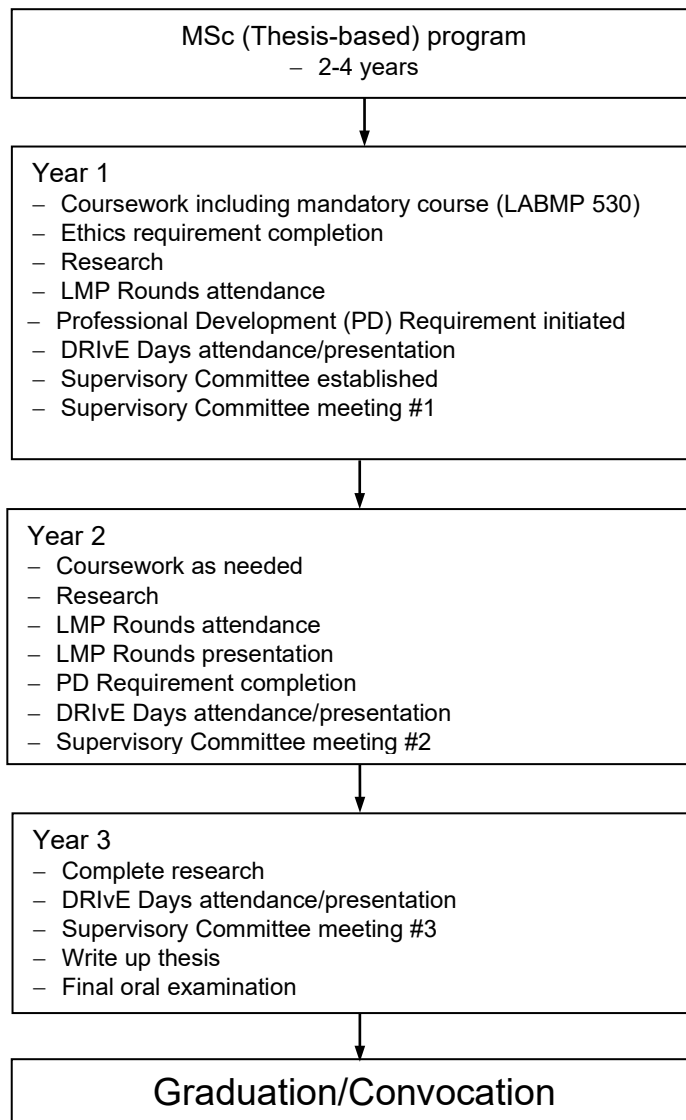 MSc (Thesis-based) program
– 2-4 years
Year 1
– Coursework including mandatory course (LABMP 530)
– Ethics requirement completion
– Research
– LMP Rounds attendance
– Professional Development (PD) Requirement initiated
– DRIvE Days attendance/presentation
– Supervisory Committee established
– Supervisory Committee meeting #1
Year 2
– Coursework as needed
– Research
– LMP Rounds attendance
– LMP Rounds presentation
– PD Requirement completion
– DRIvE Days attendance/presentation
– Supervisory Committee meeting #2
Year 3
– Complete research
– DRIvE Days attendance/presentation
– Supervisory Committee meeting #3
– Write up thesis
– Final oral examination
Graduation/Convocation